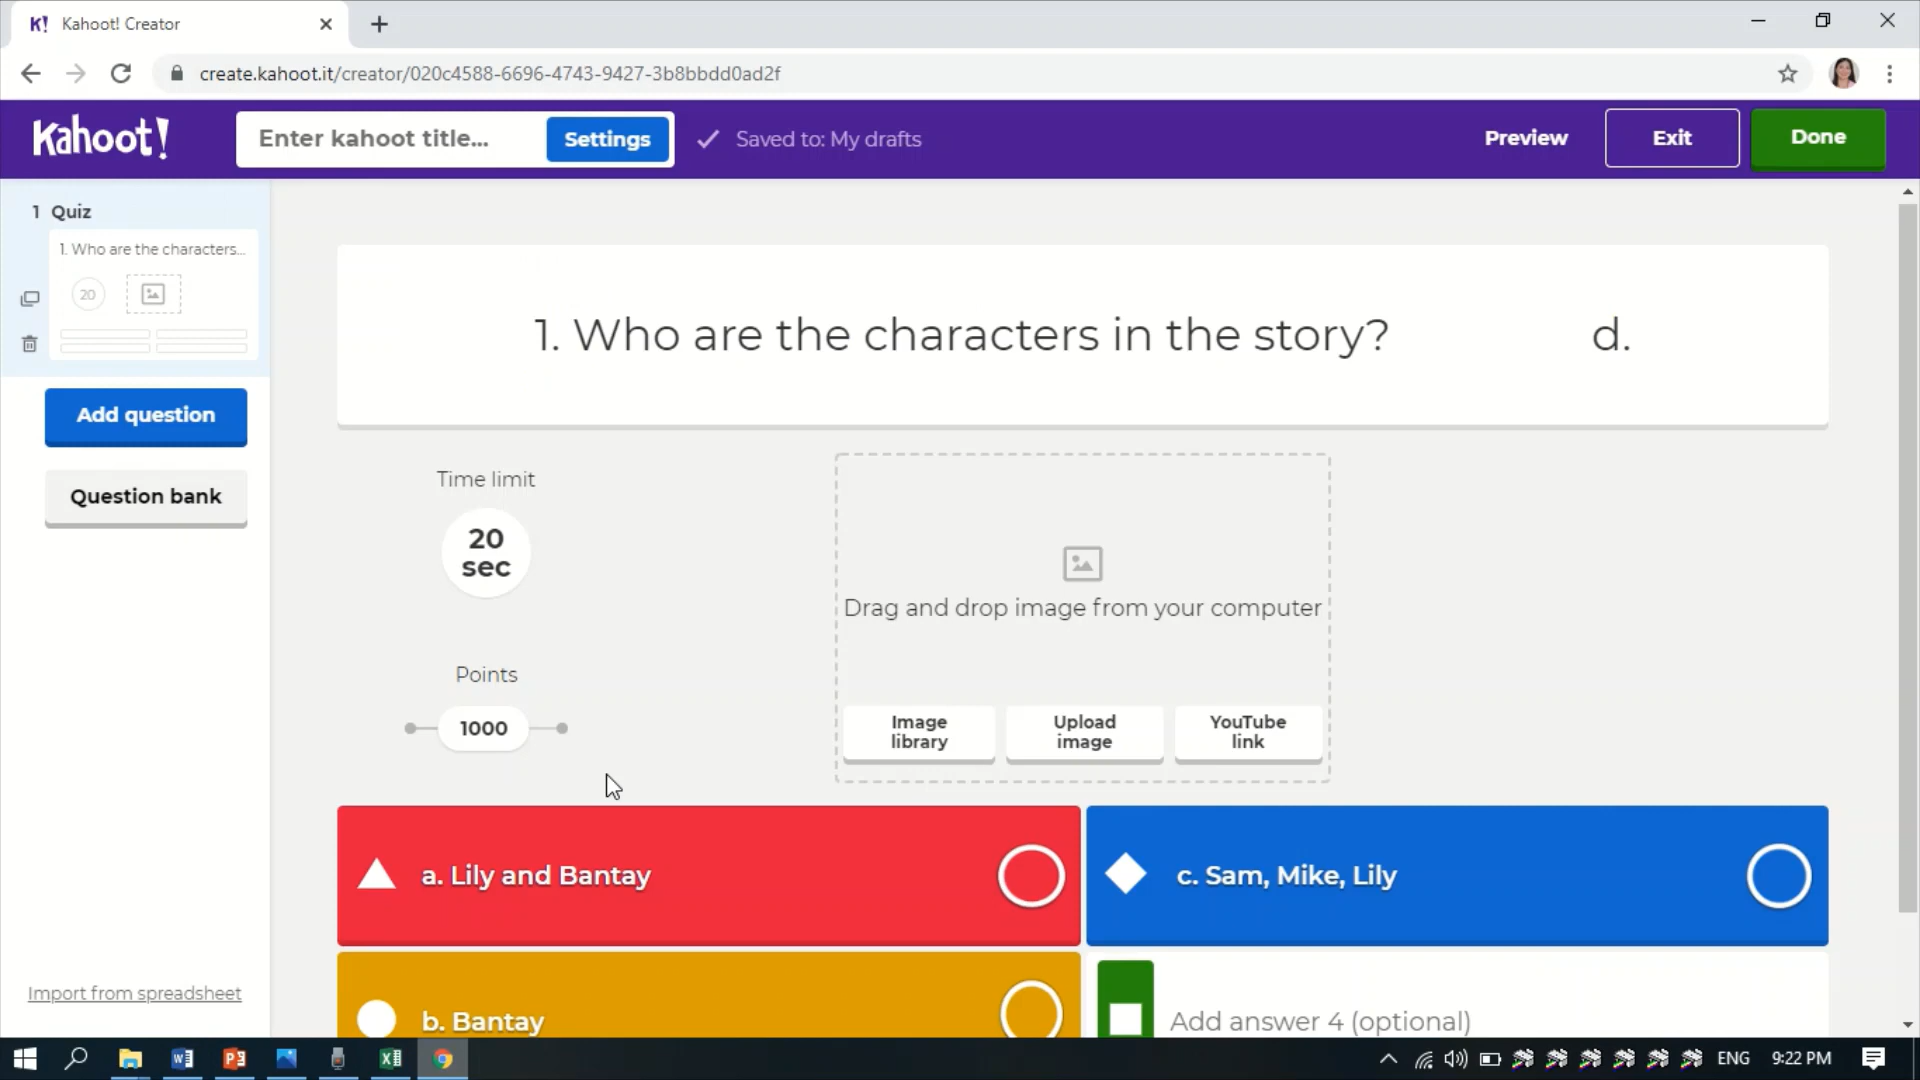 K! Kahoot! Creator
create.kahoot.it/creator/020c4588-6696-4743-9427-3b8bbdd0ad2f
Kahoot!
Enter kahoot title...
Settings
Saved to: My drafts
Preview
Exit
Done
1 Quiz
1. Who are the characters...
20
Add question
Question bank
Import from spreadsheet
1. Who are the characters in the story? d.
Time limit
20
sec
Points
1000
Drag and drop image from your computer
Image
library
Upload
image
YouTube
link
a. Lily and Bantay
c. Sam, Mike, Lily
b. Bantay
Add answer 4 (optional)
ENG
9:22 PM